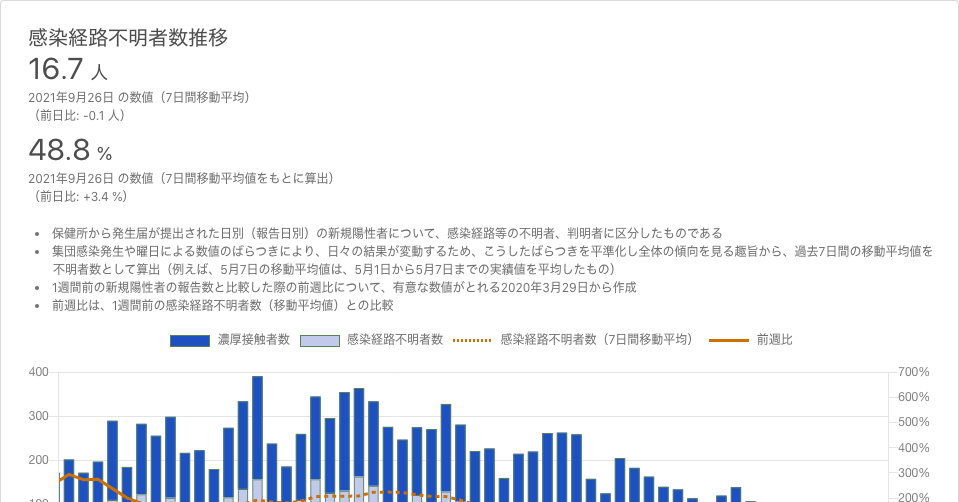 感染経路不明者数推移
16.7 人
2021年9月26日 の数値（7日間移動平均）
（前日比: -0.1 人）
48.8 %
2021年9月26日 の数値（7日間移動平均値をもとに算出）
（前日比: +3.4 %）
• 保健所から発生届が提出された日別（報告日別）の新規陽性者について、感染経路等の不明者、判明者に区分したものである
• 集団感染発生や曜日による数値のばらつきにより、日々の結果が変動するため、こうしたばらつきを平準化し全体の傾向を見る趣旨から、過去7日間の移動平均値を
不明者数として算出（例えば、5月7日の移動平均値は、5月1日から5月7日までの実績値を平均したもの）
• 1週間前の新規陽性者の報告数と比較した際の前週比について、有意な数値がとれる2020年3月29日から作成
• 前週比は、1週間前の感染経路不明者数（移動平均値）との比較
濃厚接触者数 感染経路不明者数 感染経路不明者数（7日間移動平均） 前週比
400 700%
600%
300 500%
400%
200 300%
100 200%